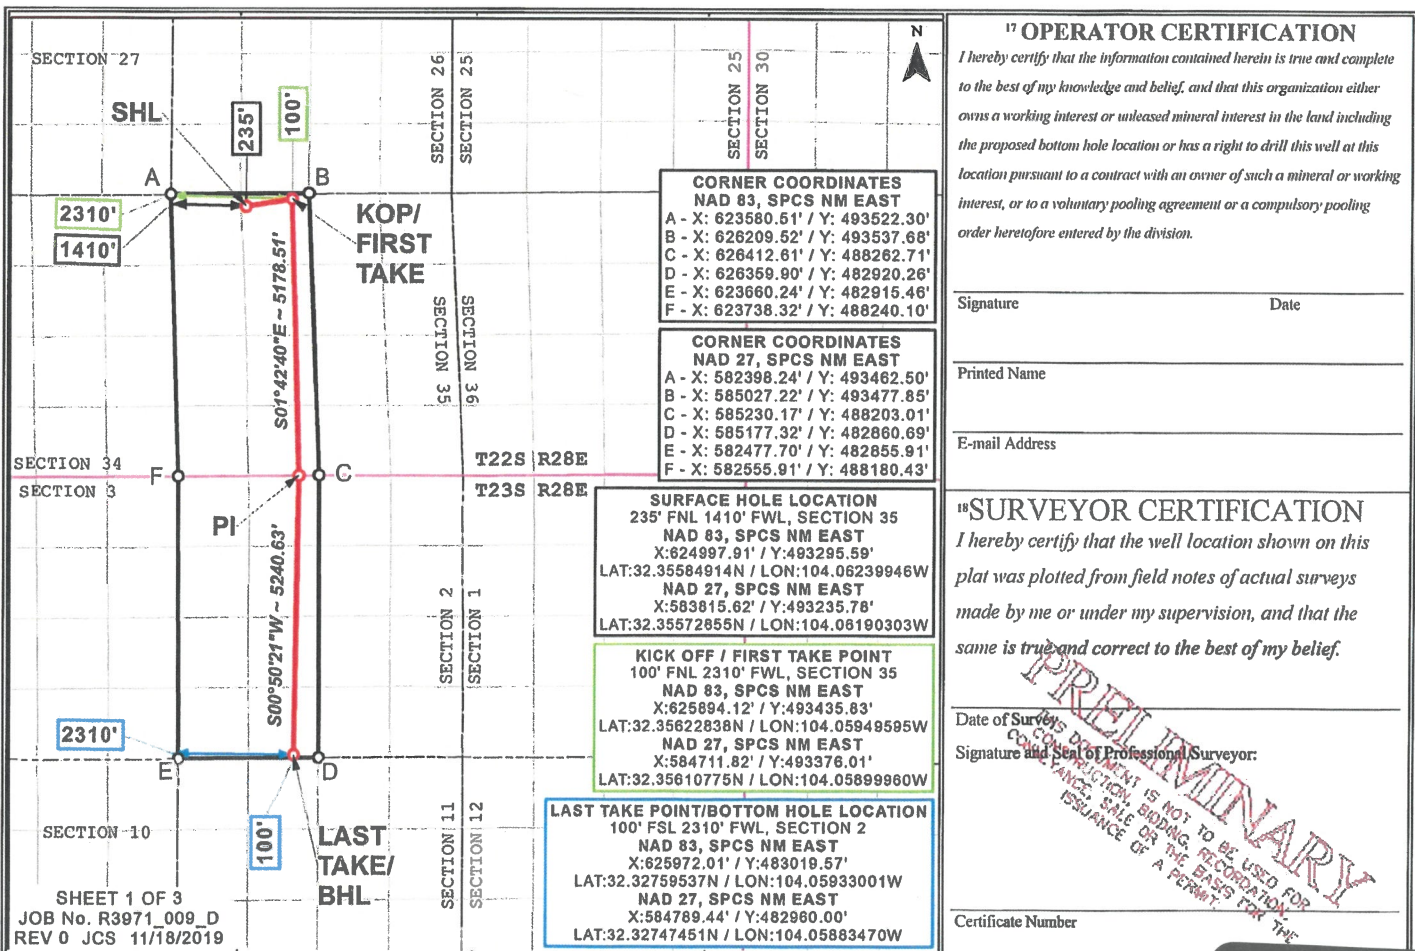 SECTION 27
SECTION 26
SECTION 25
SECTION 25
SECTION 30
N
SHL
235'
100'
A
B
2310'
1410'
KOP/
FIRST
TAKE
S01°42'40"E ~ 5178.51'
SECTION 35
SECTION 36
SECTION 34
SECTION 3
F
C
T22S R28E
T23S R28E
PI
S00°50'21"W ~ 5240.63'
SECTION 2
SECTION 1
2310'
E
D
100'
LAST
TAKE/
BHL
SECTION 10
SECTION 11
SECTION 12
SHEET 1 OF 3
JOB No. R3971_009_D
REV 0 JCS 11/18/2019
CORNER COORDINATES
NAD 83, SPCS NM EAST
A - X: 623580.51' / Y: 493522.30'
B - X: 626209.52' / Y: 493537.68'
C - X: 626412.61' / Y: 488262.71'
D - X: 626359.90' / Y: 482920.26'
E - X: 623660.24' / Y: 482915.46'
F - X: 623738.32' / Y: 488240.10'
CORNER COORDINATES
NAD 27, SPCS NM EAST
A - X: 582398.24' / Y: 493462.50'
B - X: 585027.22' / Y: 493477.85'
C - X: 585230.17' / Y: 488203.01'
D - X: 585177.32' / Y: 482860.69'
E - X: 582477.70' / Y: 482855.91'
F - X: 582555.91' / Y: 488180.43'
SURFACE HOLE LOCATION
235' FNL 1410' FWL, SECTION 35
NAD 83, SPCS NM EAST
X:624997.91' / Y:493295.59'
LAT:32.35584914N / LON:104.06239946W
NAD 27, SPCS NM EAST
X:583815.62' / Y:493235.78'
LAT:32.35572855N / LON:104.06190303W
KICK OFF / FIRST TAKE POINT
100' FNL 2310' FWL, SECTION 35
NAD 83, SPCS NM EAST
X:625894.12' / Y:493435.83'
LAT:32.35622838N / LON:104.05949595W
NAD 27, SPCS NM EAST
X:584711.82' / Y:493376.01'
LAT:32.35610775N / LON:104.05899960W
LAST TAKE POINT/BOTTOM HOLE LOCATION
100' FSL 2310' FWL, SECTION 2
NAD 83, SPCS NM EAST
X:625972.01' / Y:483019.57'
LAT:32.32759537N / LON:104.05933001W
NAD 27, SPCS NM EAST
X:584789.44' / Y:482960.00'
LAT:32.32747451N / LON:104.05883470W
17 OPERATOR CERTIFICATION
I hereby certify that the information contained herein is true and complete
to the best of my knowledge and belief, and that this organization either
owns a working interest or unleased mineral interest in the land including
the proposed bottom hole location or has a right to drill this well at this
location pursuant to a contract with an owner of such a mineral or working
interest, or to a voluntary pooling agreement or a compulsory pooling
order heretofore entered by the division.
Signature Date
Printed Name
E-mail Address
18 SURVEYOR CERTIFICATION
I hereby certify that the well location shown on this
plat was plotted from field notes of actual surveys
made by me or under my supervision, and that the
same is true and correct to the best of my belief.
Date of Survey
Signature and Seal of Professional Surveyor:
PRELIMINARY
THIS DOCUMENT IS NOT TO BE USED FOR
CONSTRUCTION, BIDDING, RECORDATION,
CONVEYANCE, SALE OR THE BASIS FOR THE
ISSUANCE OF A PERMIT.
Certificate Number